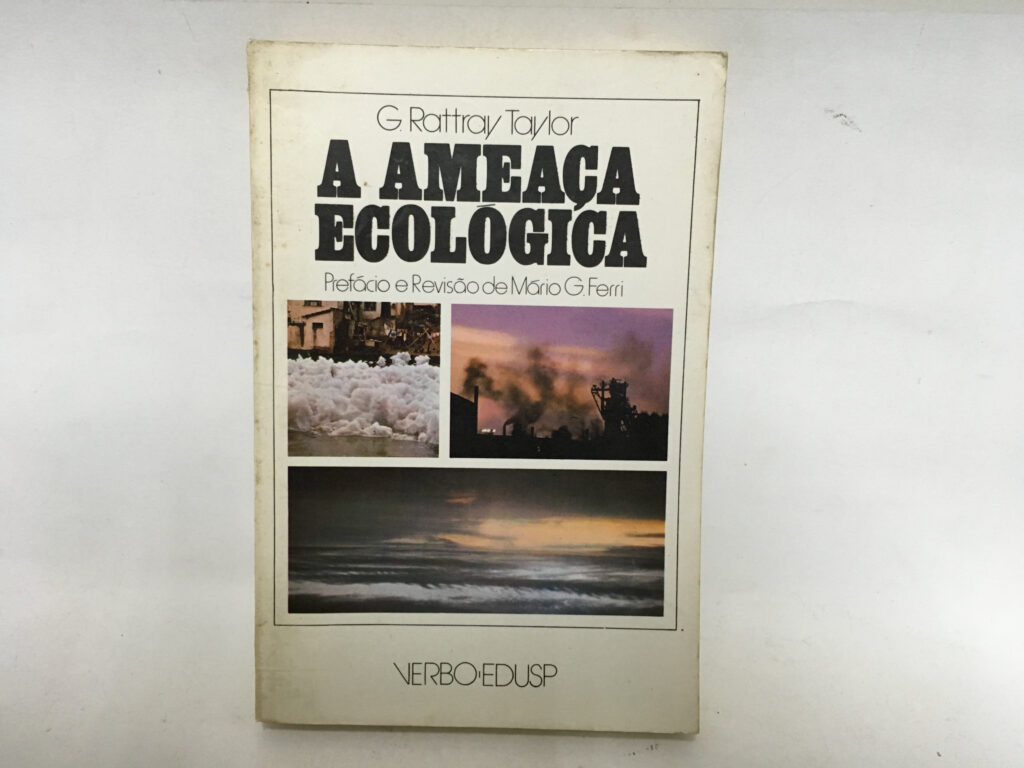 G. Rattray Taylor
A AMEAÇA
ECOLÓGICA
Prefácio e Revisão de Mário G. Ferri
VERBO-EDUSP